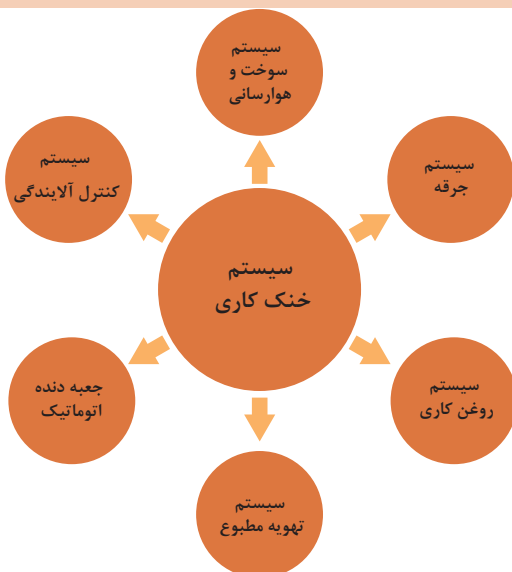 سیستم
سوخت و
هوارسانی
سیستم
جرقه
سیستم
کنترل آلایندگی
سیستم
خنک کاری
سیستم
روغن کاری
جعبه دنده
اتوماتیک
سیستم
تهویه مطبوع